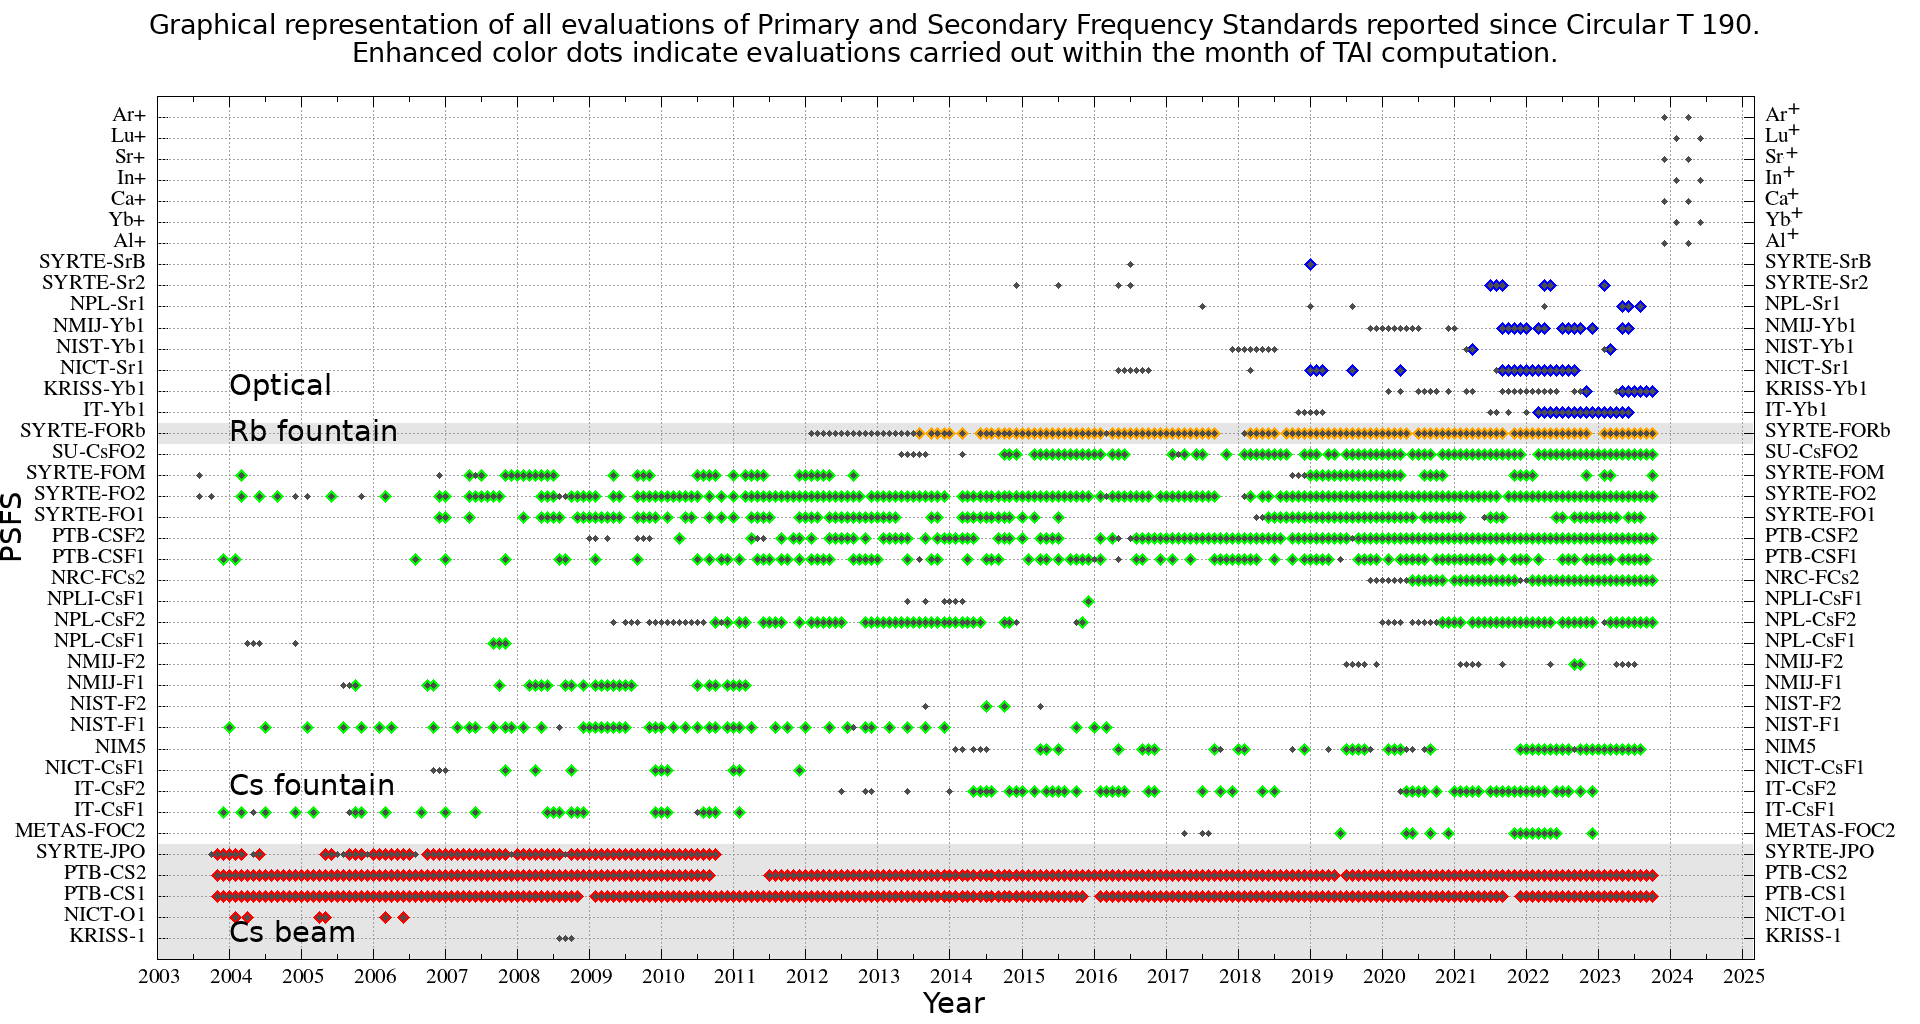 Graphical representation of all evaluations of Primary and Secondary Frequency Standards reported since Circular T 190.
Enhanced color dots indicate evaluations carried out within the month of TAI computation.
Ar+ Ar+
Lu+ Lu+
Sr+ Sr+
In+ In+
Ca+ Ca+
Yb+ Yb+
Al+ Al+
SYRTE-SrB SYRTE-SrB
SYRTE-Sr2 SYRTE-Sr2
NPL-Sr1 NPL-Sr1
NMIJ-Yb1 NMIJ-Yb1
NIST-Yb1 NIST-Yb1
NICT-Sr1 NICT-Sr1
KRISS-Yb1 Optical KRISS-Yb1
IT-Yb1 IT-Yb1
SYRTE-FORb Rb fountain SYRTE-FORb
SU-CsFO2 SU-CsFO2
SYRTE-FOM SYRTE-FOM
SYRTE-FO2 SYRTE-FO2
SYRTE-FO1 SYRTE-FO1
PSFS
PTB-CSF2 PTB-CSF2
PTB-CSF1 PTB-CSF1
NRC-FCs2 NRC-FCs2
NPLI-CsF1 NPLI-CsF1
NPL-CsF2 NPL-CsF2
NPL-CsF1 NPL-CsF1
NMIJ-F2 NMIJ-F2
NMIJ-F1 NMIJ-F1
NIST-F2 NIST-F2
NIST-F1 NIST-F1
NIM5 NIM5
NICT-CsF1 NICT-CsF1
IT-CsF2 Cs fountain IT-CsF2
IT-CsF1 IT-CsF1
METAS-FOC2 METAS-FOC2
SYRTE-JPO SYRTE-JPO
PTB-CS2 PTB-CS2
PTB-CS1 PTB-CS1
NICT-O1 NICT-O1
KRISS-1 Cs beam KRISS-1
2003 2004 2005 2006 2007 2008 2009 2010 2011 2012 2013 2014 2015 2016 2017 2018 2019 2020 2021 2022 2023 2024 2025
Year